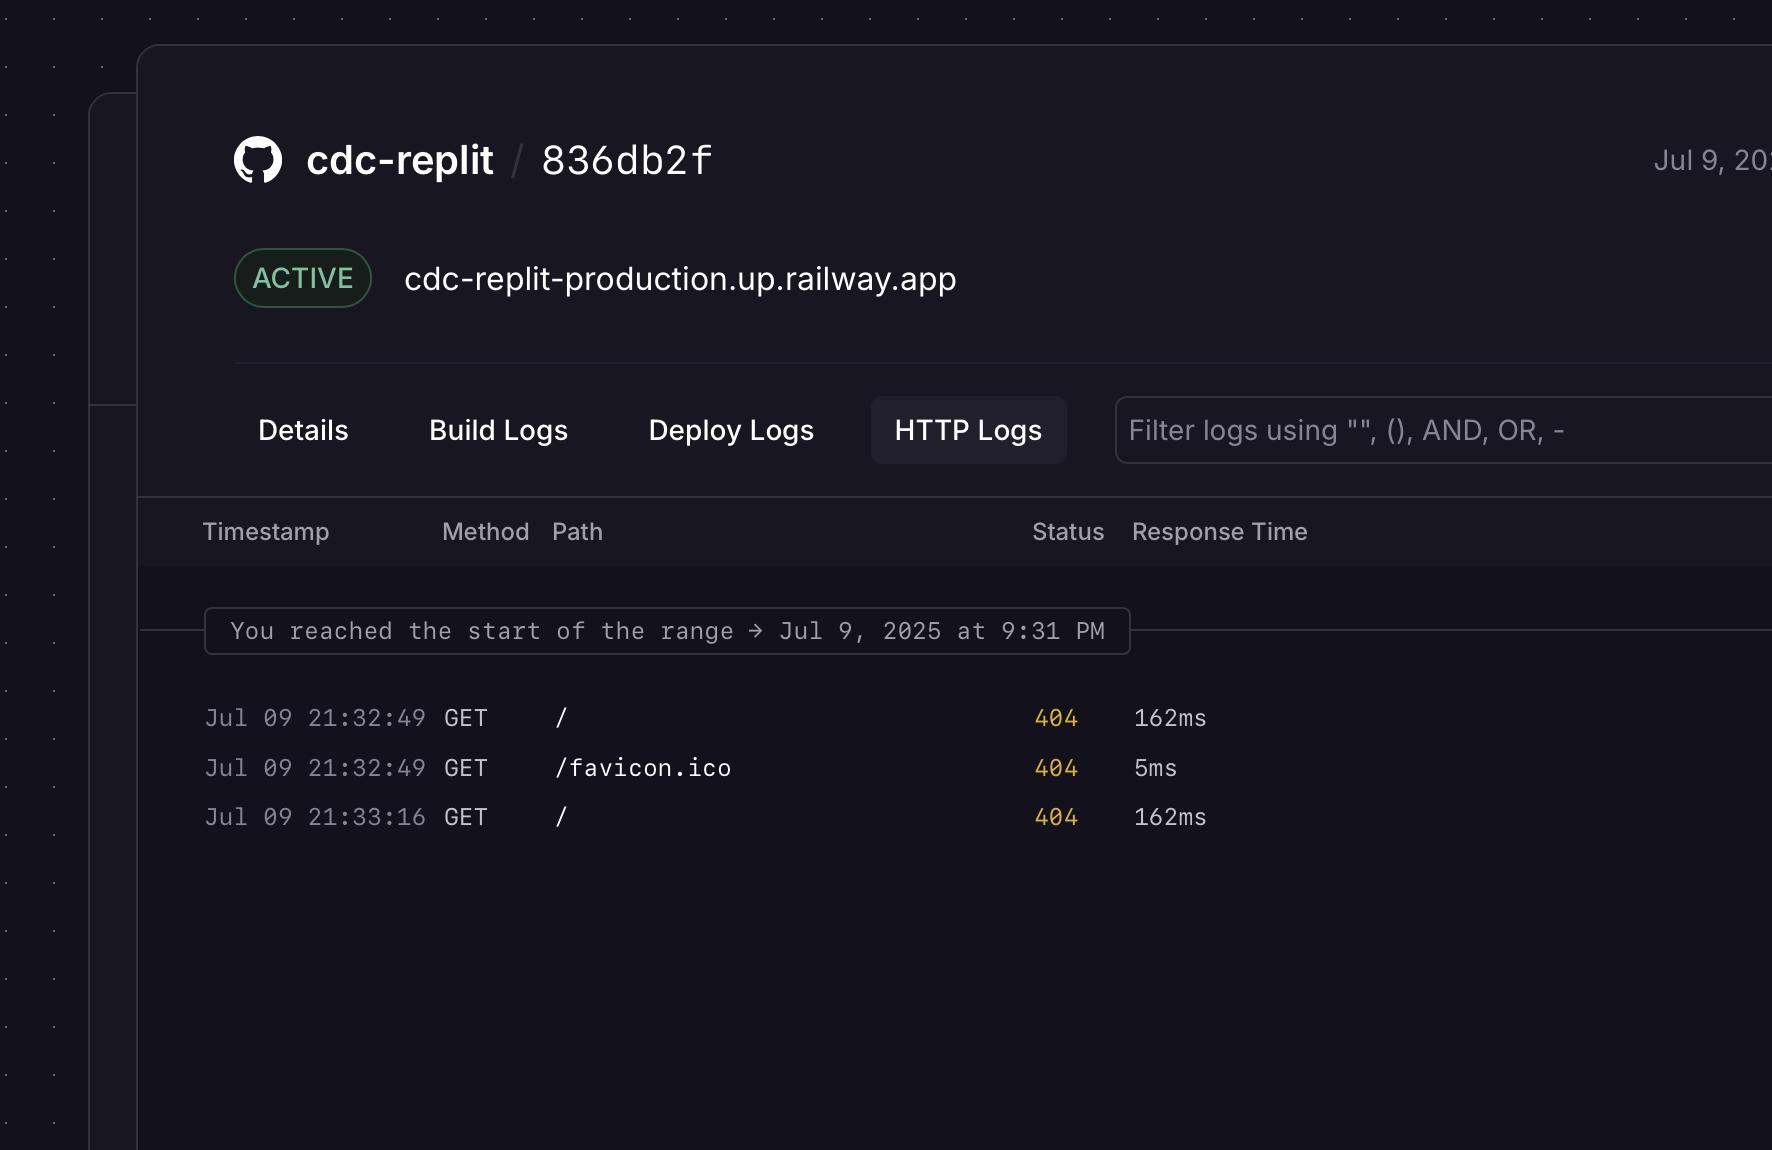 cdc-replit / 836db2f
Jul 9, 202
ACTIVE cdc-replit-production.up.railway.app
Details Build Logs Deploy Logs HTTP Logs Filter logs using "", (), AND, OR, -
Timestamp Method Path Status Response Time
You reached the start of the range → Jul 9, 2025 at 9:31 PM
Jul 09 21:32:49 GET / 404 162ms
Jul 09 21:32:49 GET /favicon.ico 404 5ms
Jul 09 21:33:16 GET / 404 162ms